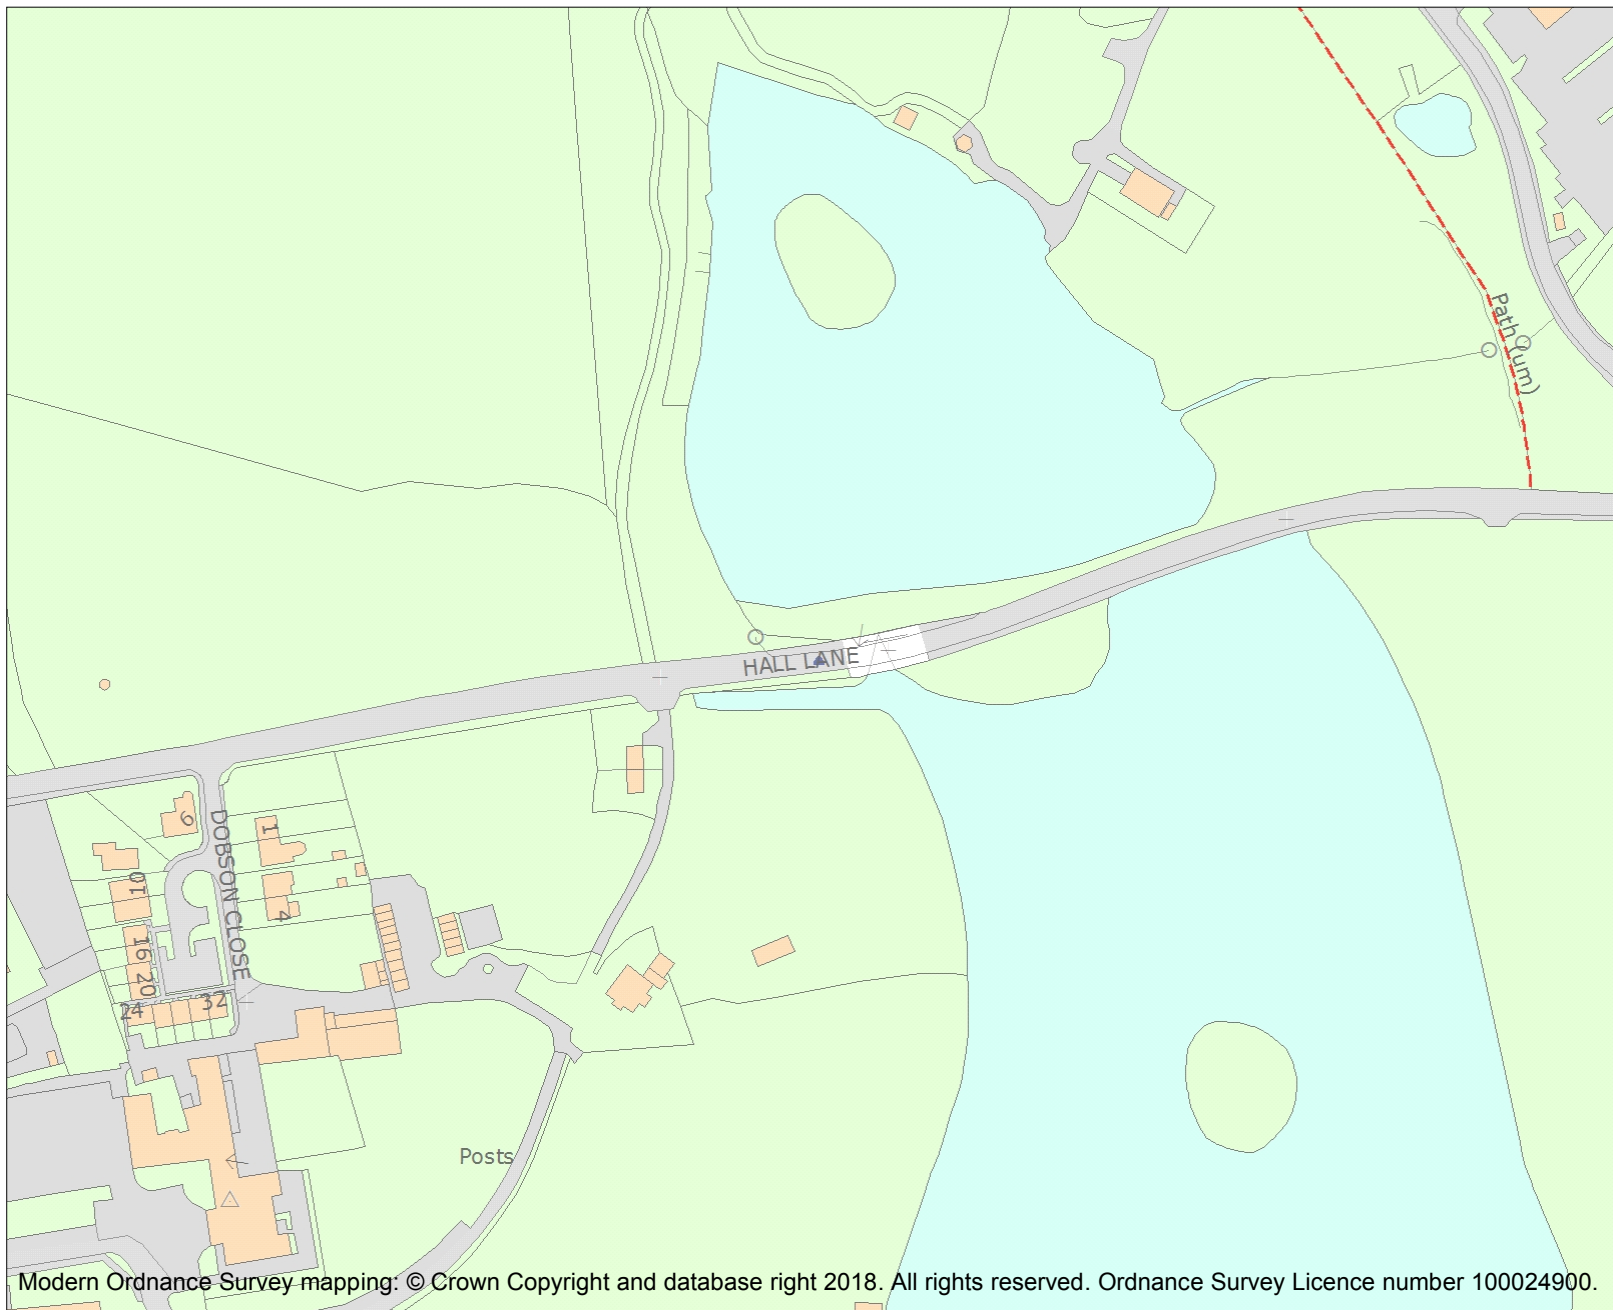 Path (um)
HALL LANE
DOBSON CLOSE
6
1
10
4
16
20
24
32
Posts
Modern Ordnance Survey mapping: © Crown Copyright and database right 2018. All rights reserved. Ordnance Survey Licence number 100024900.